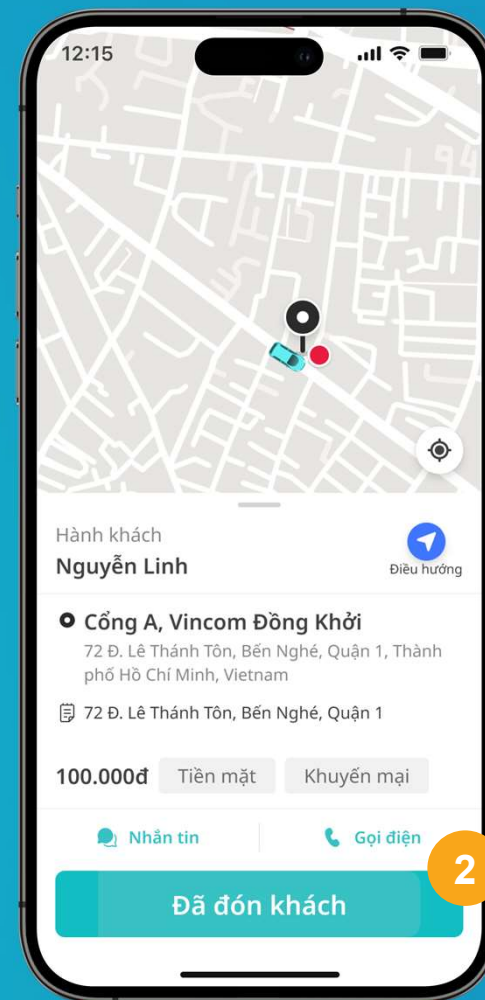 12:15
Hành khách
Nguyễn Linh
Điều hướng
Cổng A, Vincom Đồng Khởi
72 Đ. Lê Thánh Tôn, Bến Nghé, Quận 1, Thành
phố Hồ Chí Minh, Vietnam
72 Đ. Lê Thánh Tôn, Bến Nghé, Quận 1
100.000đ Tiền mặt Khuyến mại
Nhắn tin Gọi điện
2
Đã đón khách